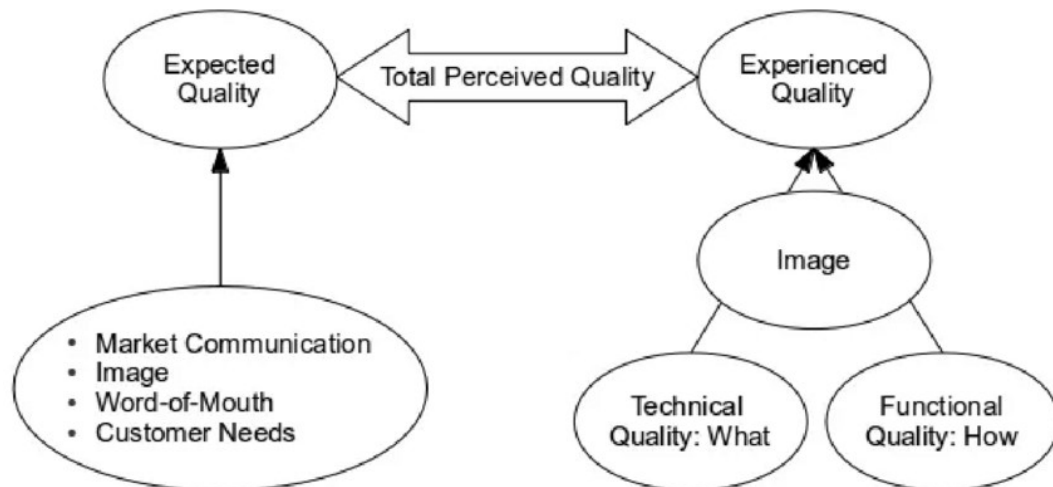 Expected
Quality
Total Perceived Quality
Experienced
Quality
Image
• Market Communication
• Image
• Word-of-Mouth
• Customer Needs
Technical
Quality: What
Functional
Quality: How